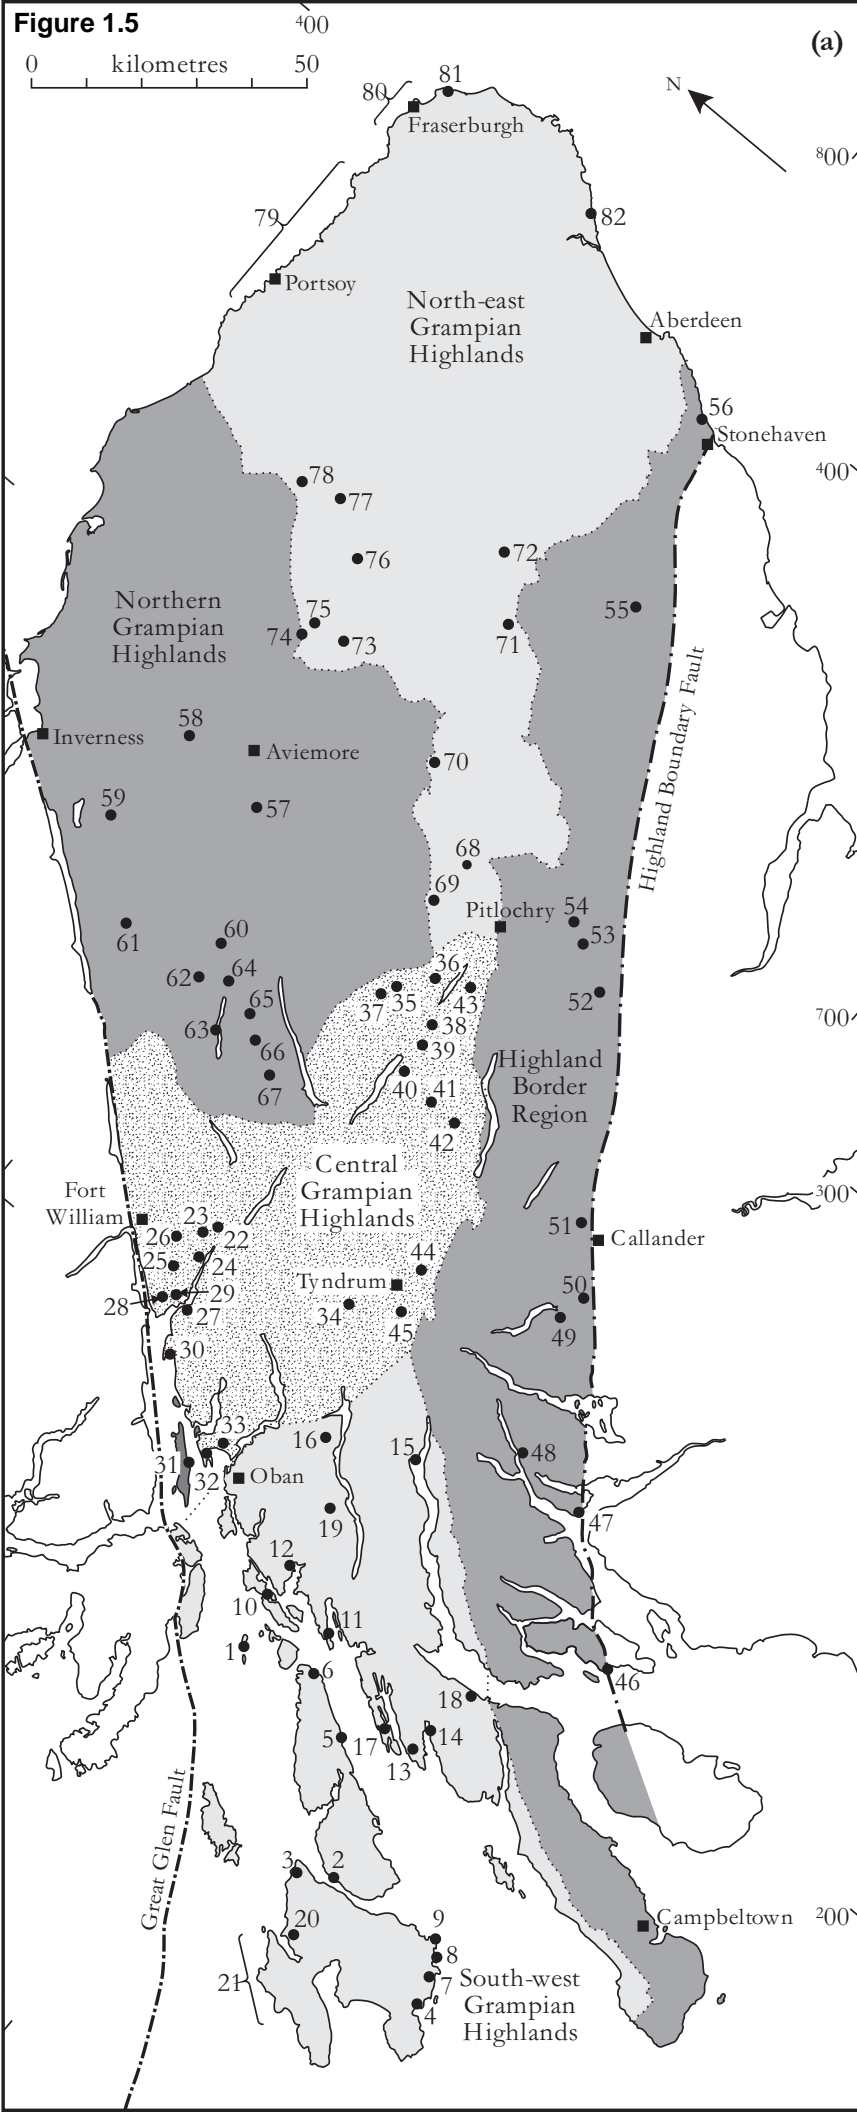 Figure 1.5
⁴00
(a)
0 kilometres 50
N
81
80
Fraserburgh
⁸00
79
82
Portsoy
North-east
Grampian
Highlands
Aberdeen
56
Stonehaven
78
400
77
72
76
Northern
Grampian
Highlands
75
74
73
71
55
Highland Boundary Fault
58
Inverness
Aviemore
70
59
57
68
69
Pitlochry
54
61
60
53
36
62
64
37
35
43
52
⁷00
65
38
63
66
39
Highland
Border
Region
67
40
41
42
Central
Grampian
Highlands
Fort
William
³00
23
22
26
51
Callander
25
24
44
Tyndrum
28
29
27
34
45
50
49
30
33
16
15
48
31
32
Oban
19
47
12
10
11
1
6
46
18
5
17
14
13
Great Glen Fault
3
2
20
9
Campbeltown
²00
8
21
7
4
South-west
Grampian
Highlands